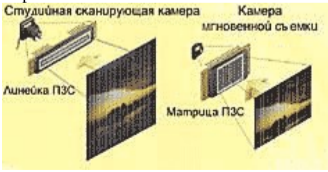 Студийная сканирующая камера
Камера
мгновенной съемки
Линейка ПЗС
Матрица ПЗС